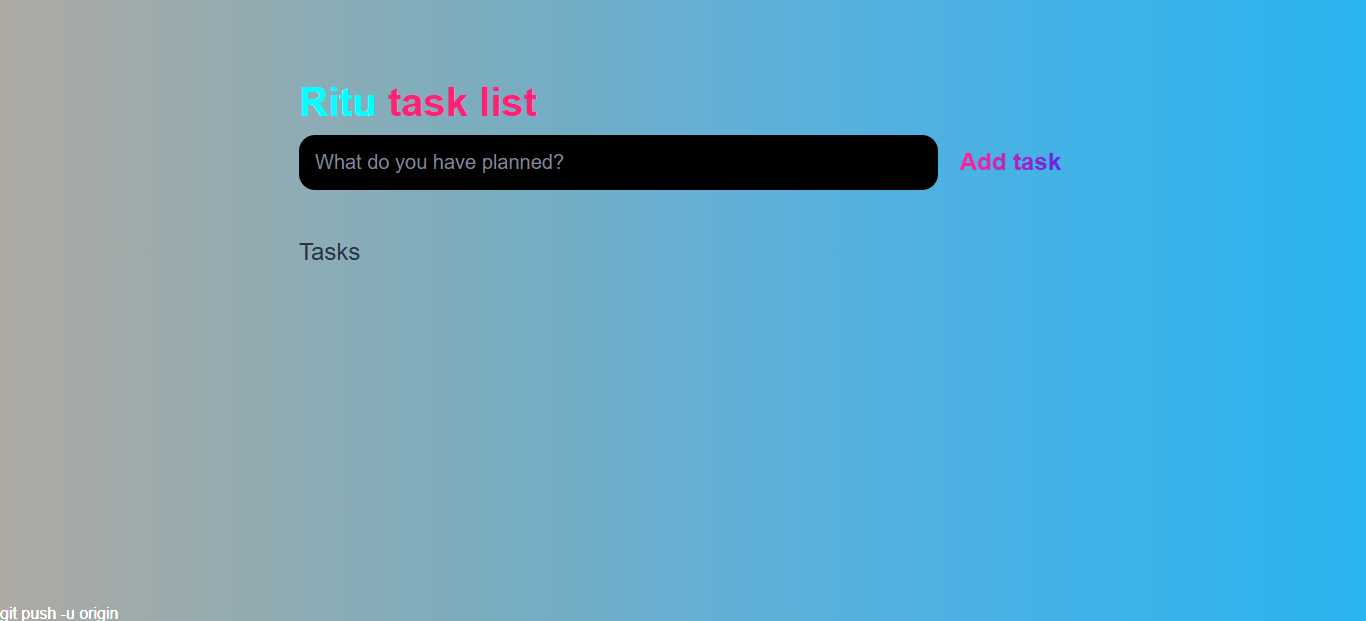 Ritu task list
What do you have planned?
Add task
Tasks
git push -u origin